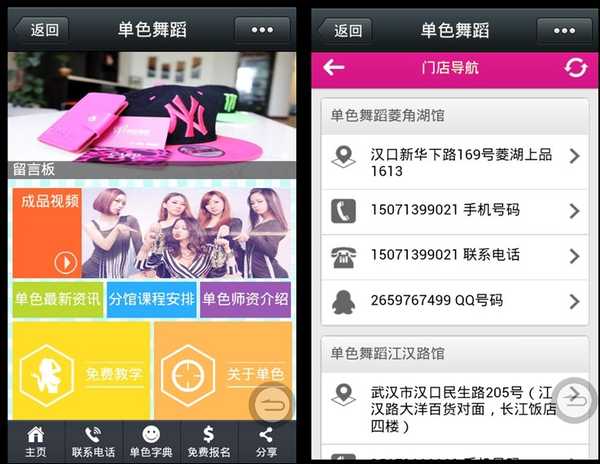 返回
单色舞蹈
NY
留言板
成品视频
单色最新资讯
分馆课程安排
单色师资介绍
免费教学
关于单色
主页
联系电话
单色字典
免费报名
分享
返回
单色舞蹈
门店导航
单色舞蹈菱角湖馆
汉口新华下路169号菱湖上品
1613
15071399021 手机号码
15071399021 联系电话
2659767499 QQ号码
单色舞蹈江汉路馆
武汉市汉口民生路205号（江
汉路大洋百货对面，长江饭店
四楼）